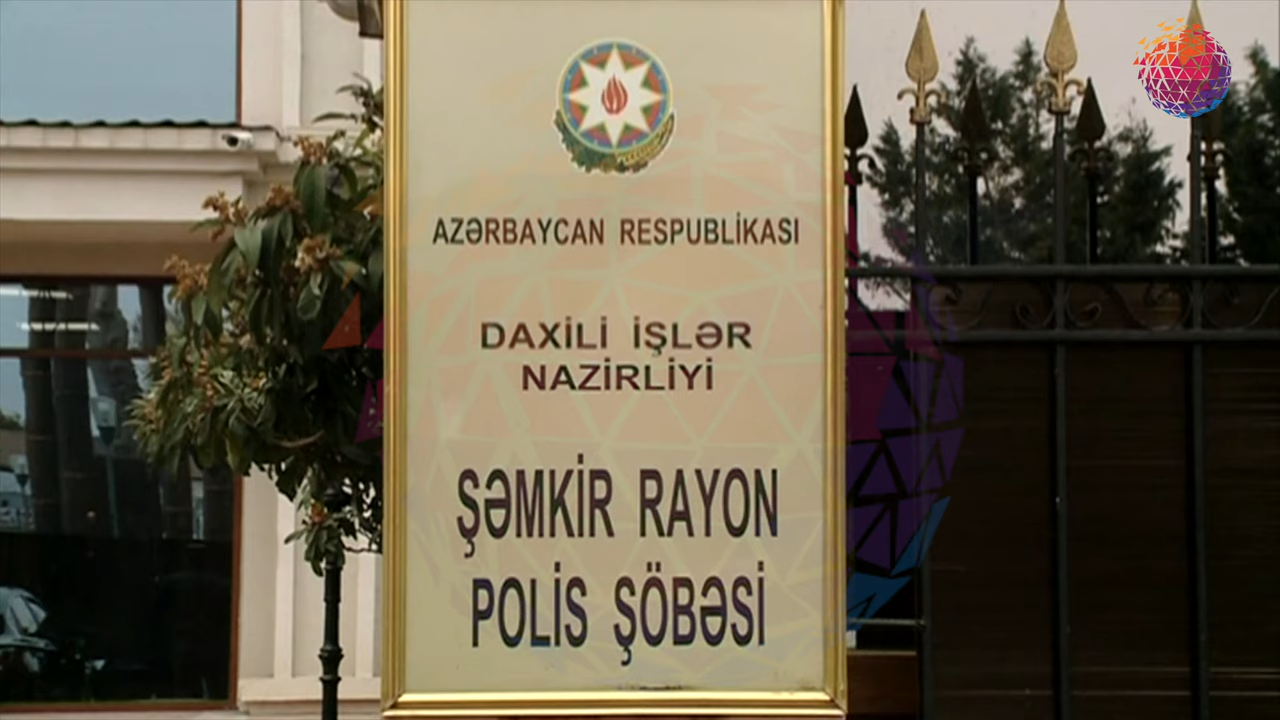 AZƏRBAYCAN RESPUBLİKASI
DAXİLİ İŞLƏR
NAZİRLİYİ
ŞƏMKİR RAYON
POLİS ŞÖBƏSİ